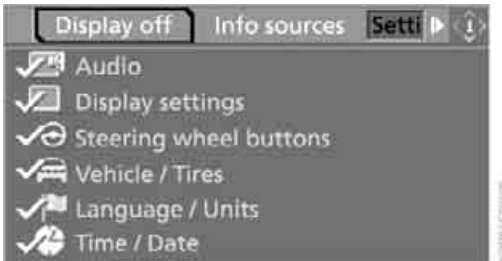 Display off Info sources Setti
Audio
Display settings
Steering wheel buttons
Vehicle / Tires
Language / Units
Time / Date